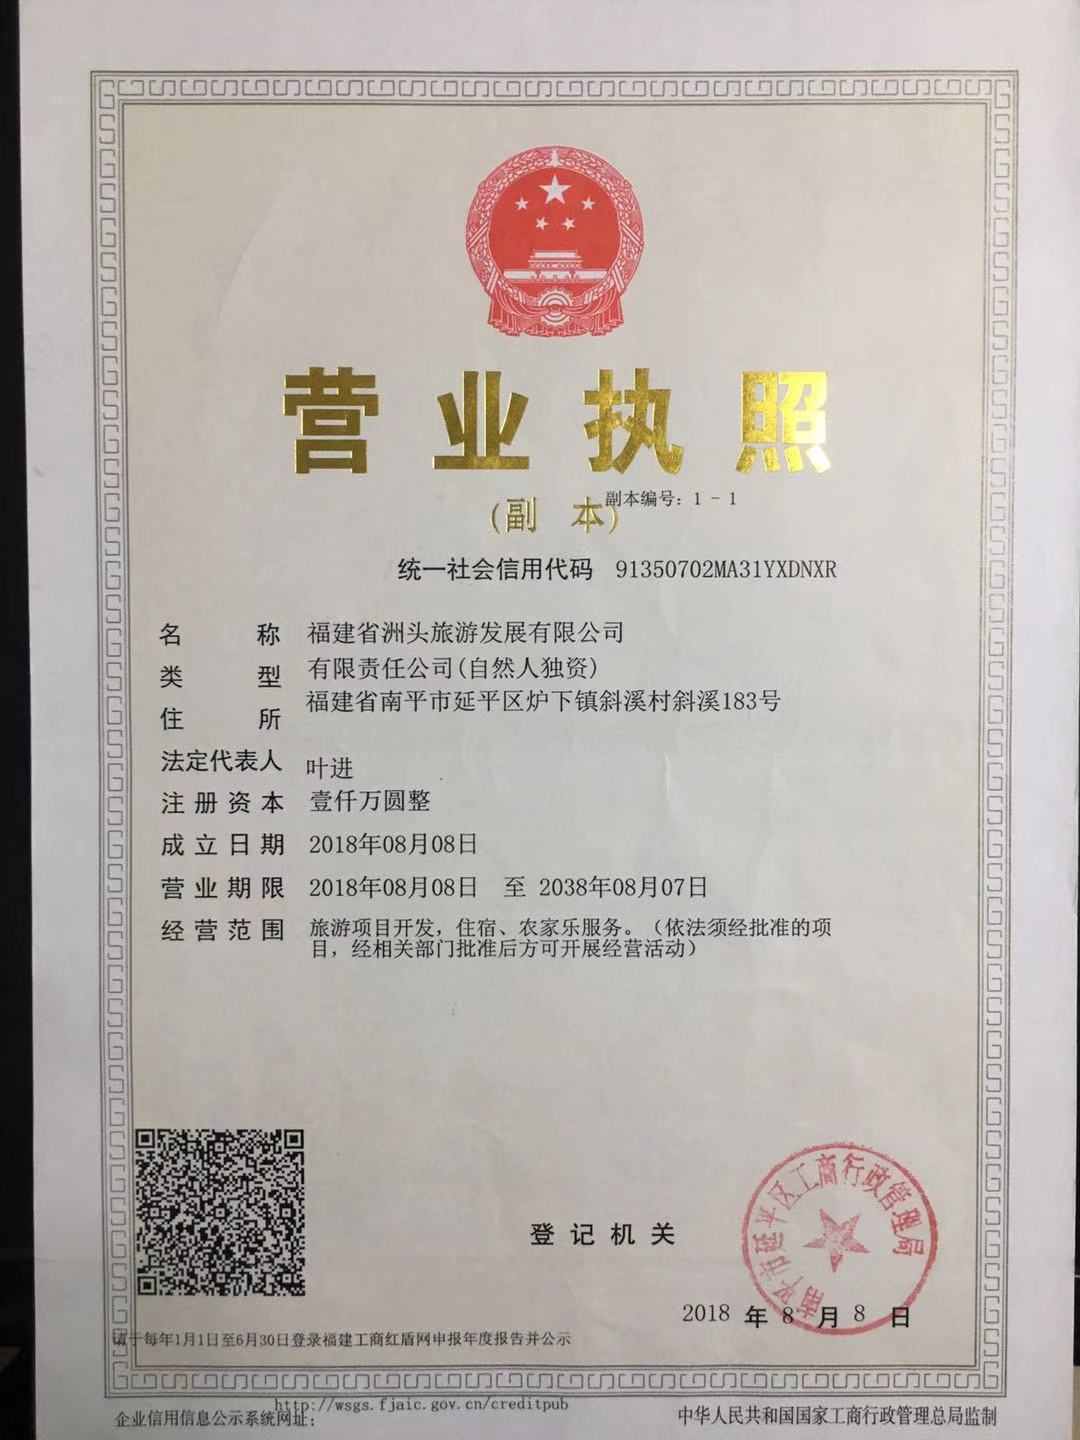 营业执照
(副 本)
副本编号：1 - 1
统一社会信用代码 91350702MA31YXDNXR
名 称 福建省洲头旅游发展有限公司
类 型 有限责任公司(自然人独资)
住 所 福建省南平市延平区炉下镇斜溪村斜溪183号
法定代表人 叶进
注册资本 壹仟万圆整
成立日期 2018年08月08日
营业期限 2018年08月08日 至 2038年08月07日
经营范围 旅游项目开发，住宿、农家乐服务。（依法须经批准的项
目，经相关部门批准后方可开展经营活动）
南平市延平区工商行政管理局
登记机关
2018 年 8 月 8 日
请于每年1月1日至6月30日登录福建工商红盾网申报年度报告并公示
http://wsgs.fjaic.gov.cn/creditpub
企业信用信息公示系统网址：
中华人民共和国国家工商行政管理总局监制